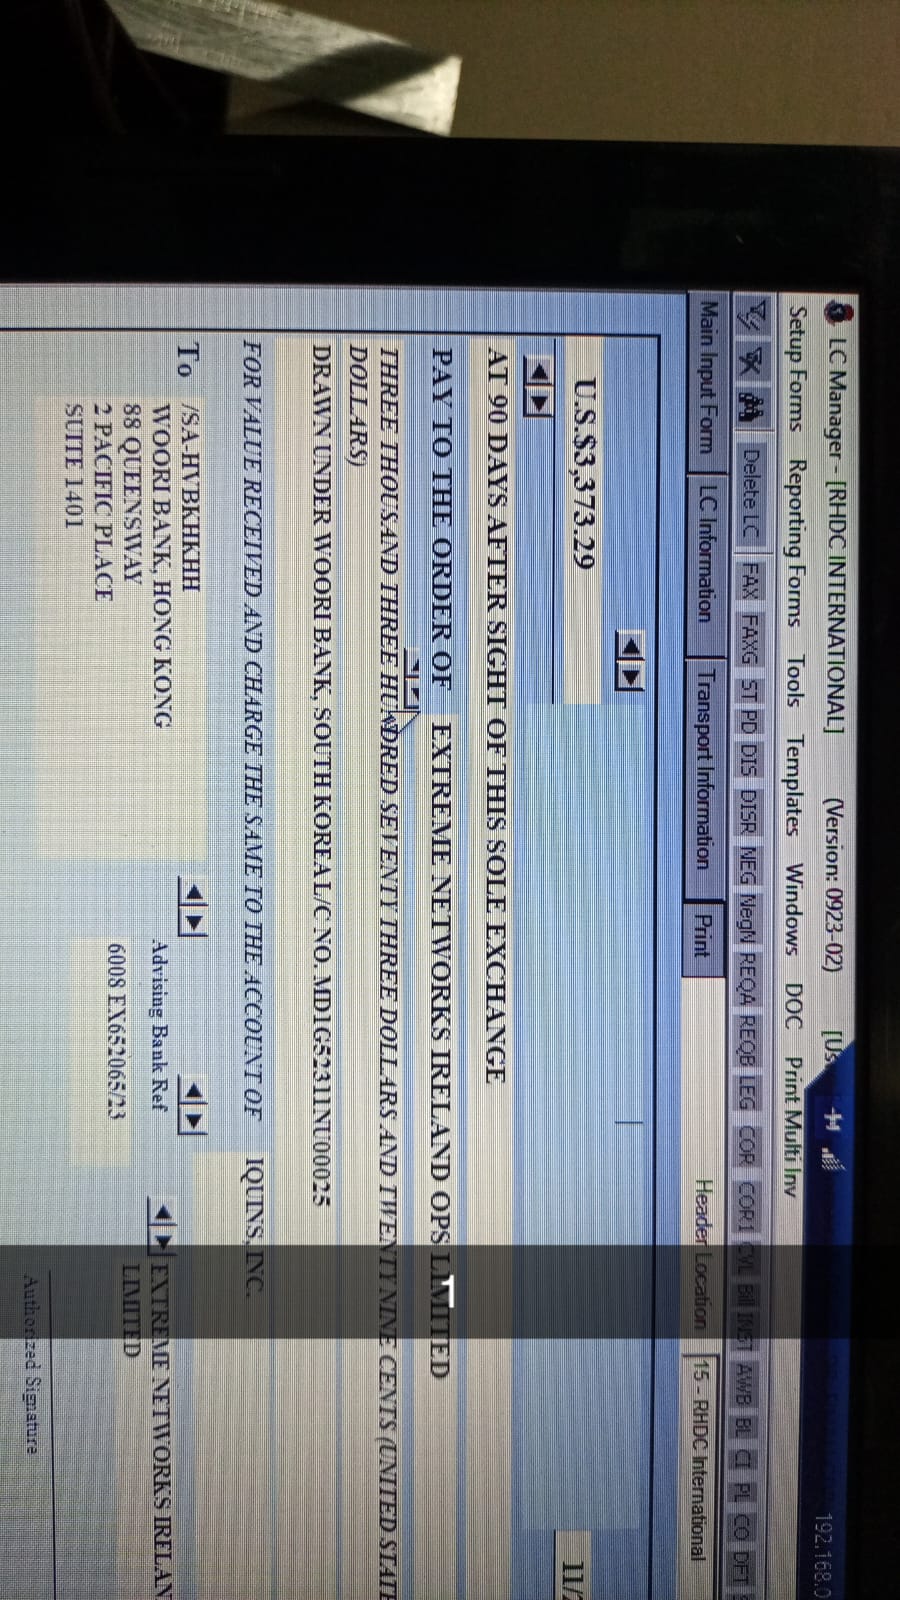 LC Manager - [RHDC INTERNATIONAL] (Version: 0923-02) [Us
192.168.0
Setup Forms Reporting Forms Tools Templates Windows DOC Print Multi Inv
Delete LC FAX FAXG ST PD DIS DISR NEG NegN REQA REQB LEG COR COR1 CVL Bill INST AWB BL CI PL CO DFT
Main Input Form LC Information Transport Information Print Header Location 15 - RHDC International
U.S.$3,373.29
11/2
AT 90 DAYS AFTER SIGHT OF THIS SOLE EXCHANGE
PAY TO THE ORDER OF EXTREME NETWORKS IRELAND OPS LIMITED
THREE THOUSAND THREE HUNDRED SEVENTY THREE DOLLARS AND TWENTY NINE CENTS (UNITED STATE
DOLLARS)
DRAWN UNDER WOORI BANK, SOUTH KOREA L/C NO. MD1G52311NU00025
FOR VALUE RECEIVED AND CHARGE THE SAME TO THE ACCOUNT OF IQUINS, INC.
To /SA-HVBKHKHH
WOORI BANK, HONG KONG
88 QUEENSWAY
2 PACIFIC PLACE
SUITE 1401
Advising Bank Ref
6008 EX652065/23
EXTREME NETWORKS IRELAN
LIMITED
Authorized Signature